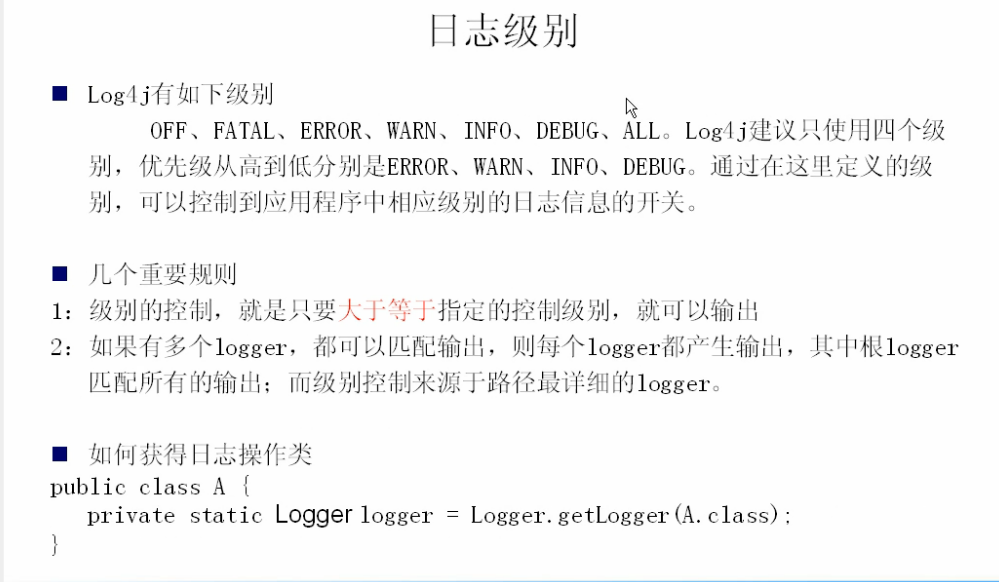 日志级别
Log4j有如下级别
OFF、FATAL、ERROR、WARN、INFO、DEBUG、ALL。Log4j建议只使用四个级
别，优先级从高到低分别是ERROR、WARN、INFO、DEBUG。通过在这里定义的级
别，可以控制到应用程序中相应级别的日志信息的开关。
几个重要规则
1：级别的控制，就是只要大于等于指定的控制级别，就可以输出
2：如果有多个logger，都可以匹配输出，则每个logger都产生输出，其中根logger
匹配所有的输出；而级别控制来源于路径最详细的logger。
如何获得日志操作类
public class A {
private static Logger logger = Logger.getLogger(A.class);
}